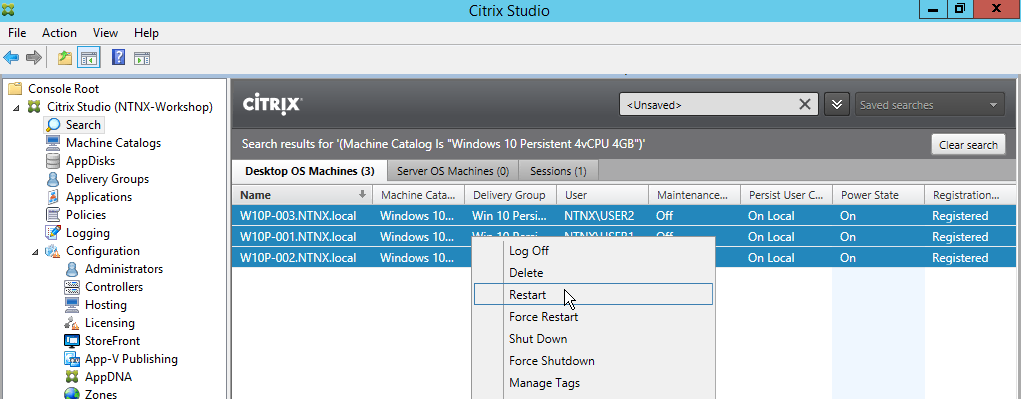 Citrix Studio
File Action View Help
Console Root
Citrix Studio (NTNX-Workshop)
Search
Machine Catalogs
AppDisks
Delivery Groups
Applications
Policies
Logging
Configuration
Administrators
Controllers
Hosting
Licensing
StoreFront
App-V Publishing
AppDNA
Zones
CITRIX
<Unsaved>
Saved searches
Search results for '(Machine Catalog Is "Windows 10 Persistent 4vCPU 4GB")'
Clear search
Desktop OS Machines (3) Server OS Machines (0) Sessions (1)
Name Machine Cata... Delivery Group User Maintenance... Persist User C... Power State Registration...
W10P-003.NTNX.local Windows 10... Win 10 Persi... NTNX\USER2 Off On Local On Registered
W10P-001.NTNX.local Windows 10... Win 10 Persi... NTNX\USER1 Off On Local On Registered
W10P-002.NTNX.local Windows 10... On Local On Registered
Log Off
Delete
Restart
Force Restart
Shut Down
Force Shutdown
Manage Tags